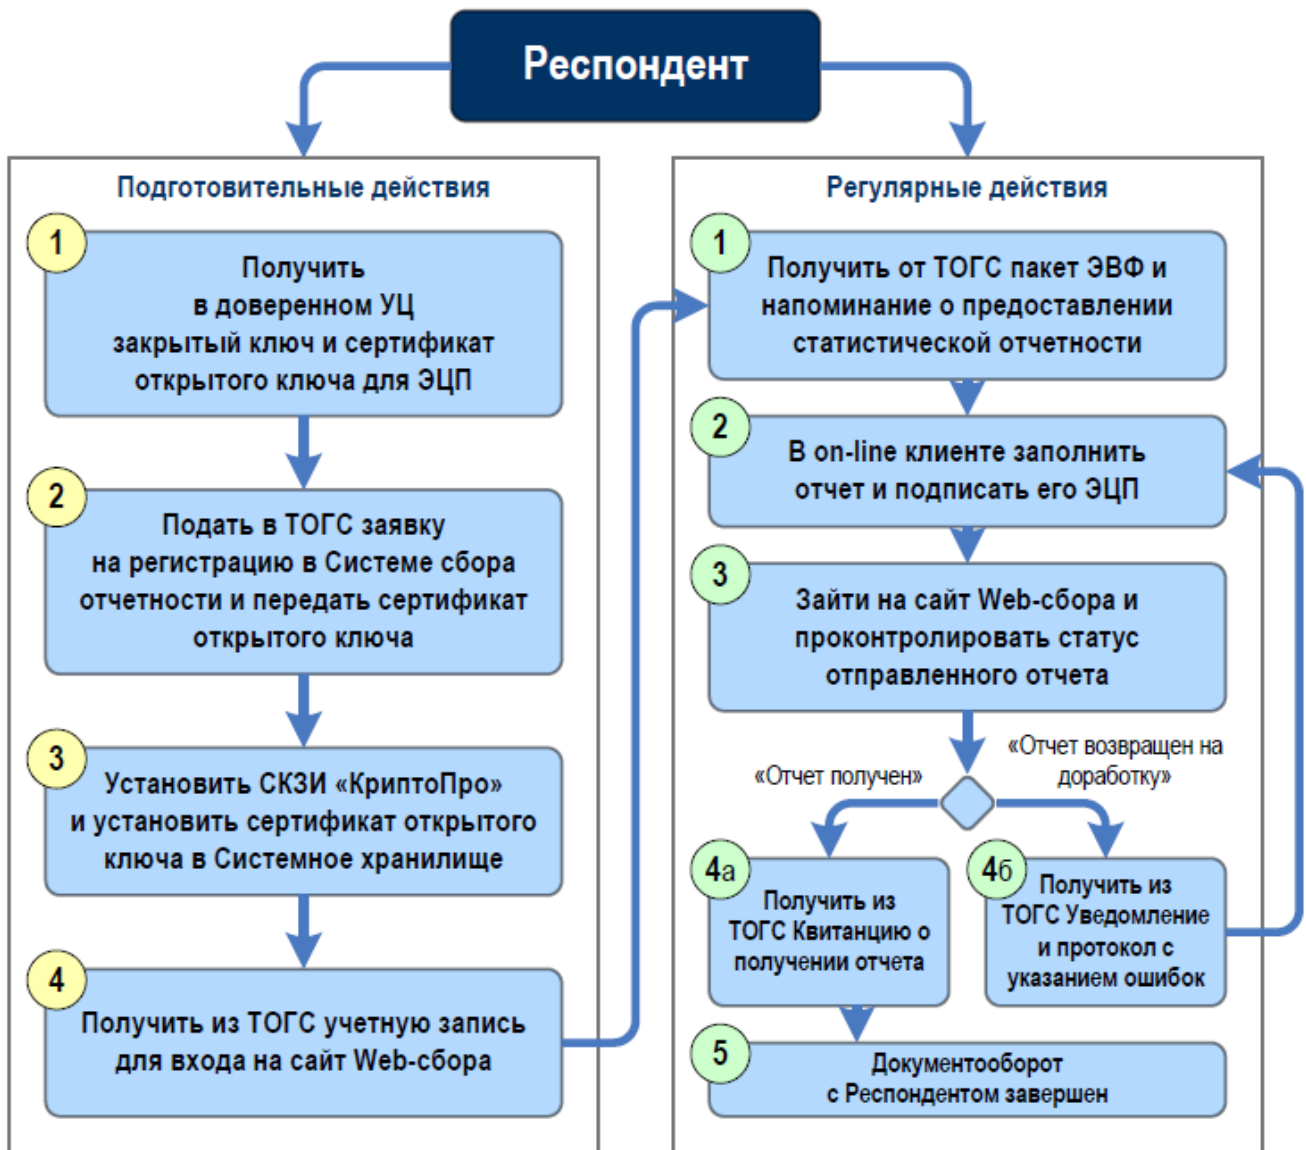 Респондент
Подготовительные действия
1
Получить
в доверенном УЦ
закрытый ключ и сертификат
открытого ключа для ЭЦП
2
Подать в ТОГС заявку
на регистрацию в Системе сбора
отчетности и передать сертификат
открытого ключа
3
Установить СКЗИ «КриптоПро»
и установить сертификат открытого
ключа в Системное хранилище
4
Получить из ТОГС учетную запись
для входа на сайт Web-сбора
Регулярные действия
1
Получить от ТОГС пакет ЭВФ и
напоминание о предоставлении
статистической отчетности
2
В on-line клиенте заполнить
отчет и подписать его ЭЦП
3
Зайти на сайт Web-сбора и
проконтролировать статус
отправленного отчета
«Отчет получен»
«Отчет возвращен на
доработку»
4а
Получить из
ТОГС Квитанцию о
получении отчета
4б
Получить из
ТОГС Уведомление
и протокол с
указанием ошибок
5
Документооборот
с Респондентом завершен